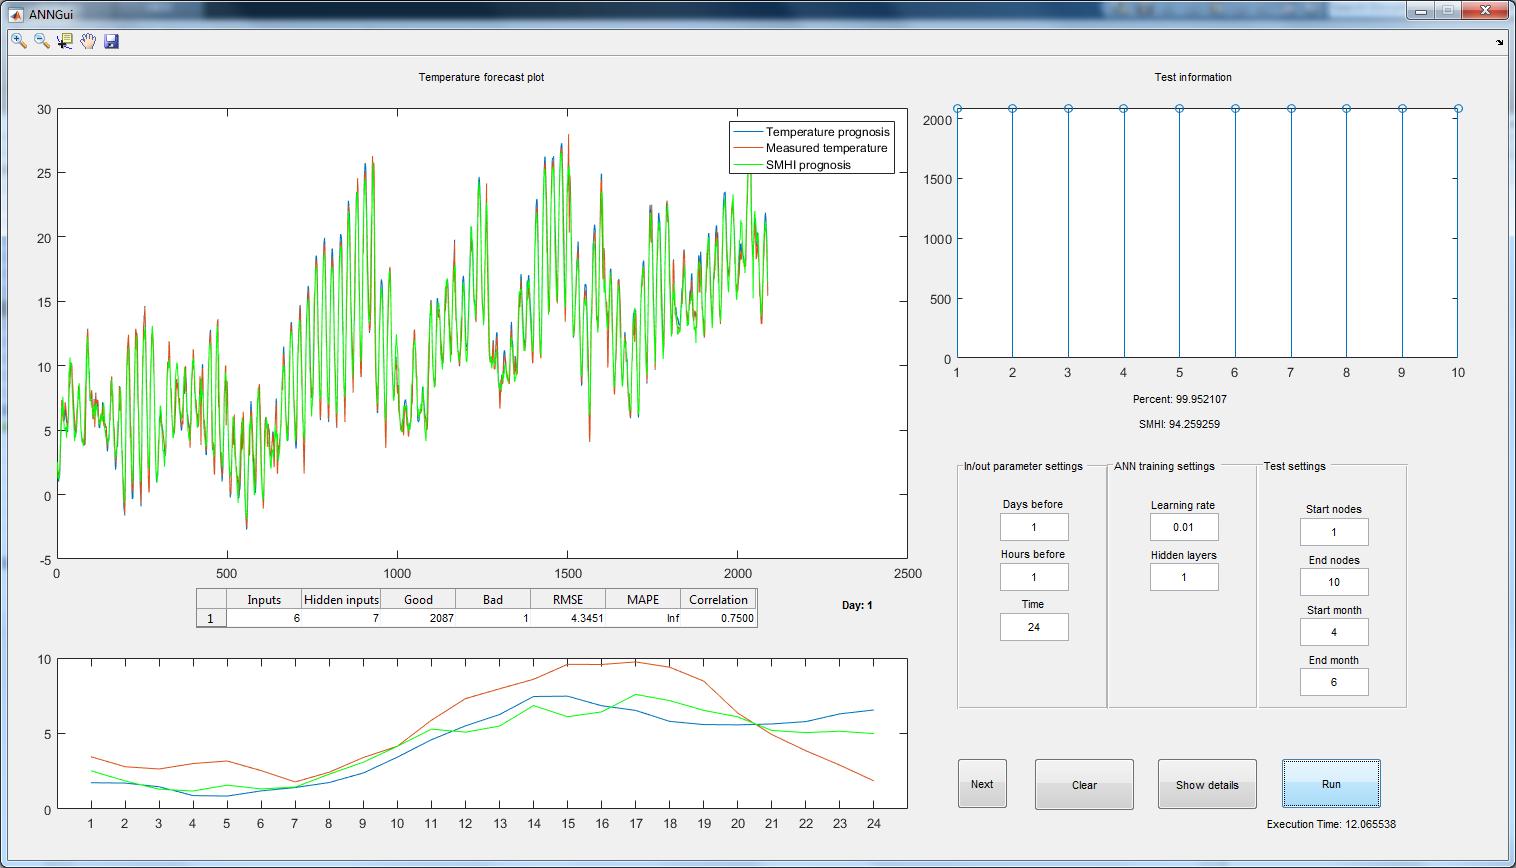 ANNGui
Temperature forecast plot
30
25
20
15
10
5
0
-5
0 500 1000 1500 2000 2500
Temperature prognosis
Measured temperature
SMHI prognosis
Inputs Hidden inputs Good Bad RMSE MAPE Correlation
1 6 7 2087 1 4.3451 Inf 0.7500
Day: 1
10
5
0
1 2 3 4 5 6 7 8 9 10 11 12 13 14 15 16 17 18 19 20 21 22 23 24
Test information
2000
1500
1000
500
0
1 2 3 4 5 6 7 8 9 10
Percent: 99.952107
SMHI: 94.259259
In/out parameter settings
Days before
1
Hours before
1
Time
24
ANN training settings
Learning rate
0.01
Hidden layers
1
Test settings
Start nodes
1
End nodes
10
Start month
4
End month
6
Next
Clear
Show details
Run
Execution Time: 12.065538